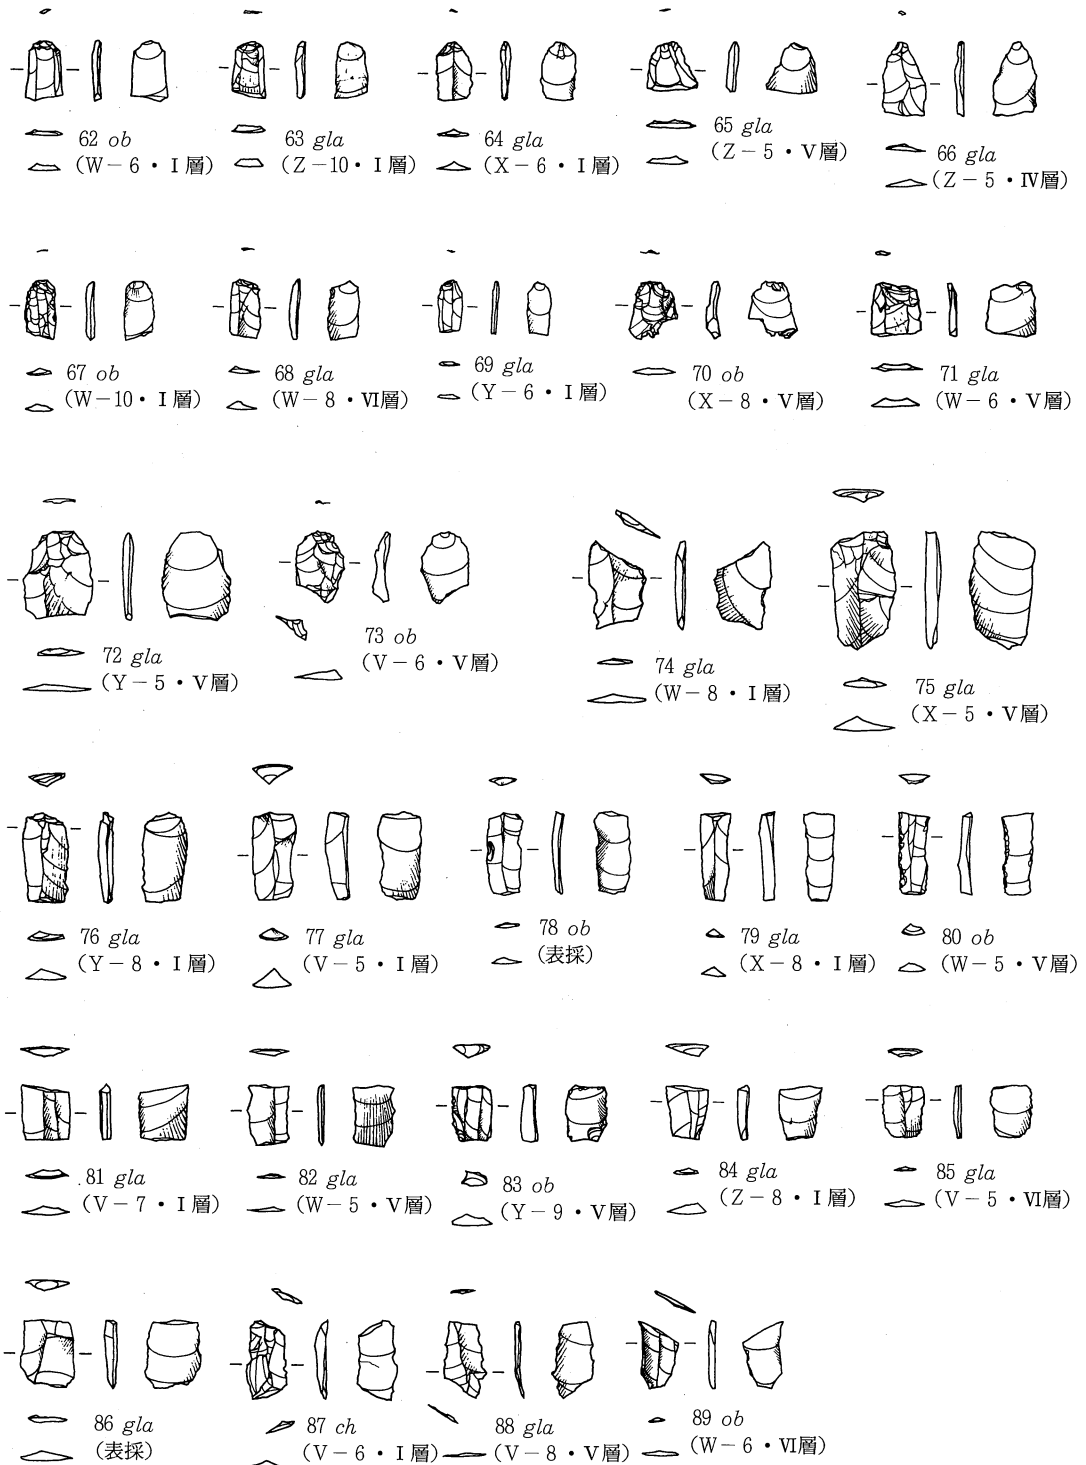 62 ob
(W－6・Ⅰ層)
63 gla
(Z－10・Ⅰ層)
64 gla
(X－6・Ⅰ層)
65 gla
(Z－5・Ⅴ層)
66 gla
(Z－5・Ⅳ層)
67 ob
(W－10・Ⅰ層)
68 gla
(W－8・Ⅵ層)
69 gla
(Y－6・Ⅰ層)
70 ob
(X－8・Ⅴ層)
71 gla
(W－6・Ⅴ層)
72 gla
(Y－5・Ⅴ層)
73 ob
(V－6・Ⅴ層)
74 gla
(W－8・Ⅰ層)
75 gla
(X－5・Ⅴ層)
76 gla
(Y－8・Ⅰ層)
77 gla
(V－5・Ⅰ層)
78 ob
(表採)
79 gla
(X－8・Ⅰ層)
80 ob
(W－5・Ⅴ層)
81 gla
(V－7・Ⅰ層)
82 gla
(W－5・Ⅴ層)
83 ob
(Y－9・Ⅴ層)
84 gla
(Z－8・Ⅰ層)
85 gla
(V－5・Ⅵ層)
86 gla
(表採)
87 ch
(V－6・Ⅰ層)
88 gla
(V－8・Ⅴ層)
89 ob
(W－6・Ⅵ層)